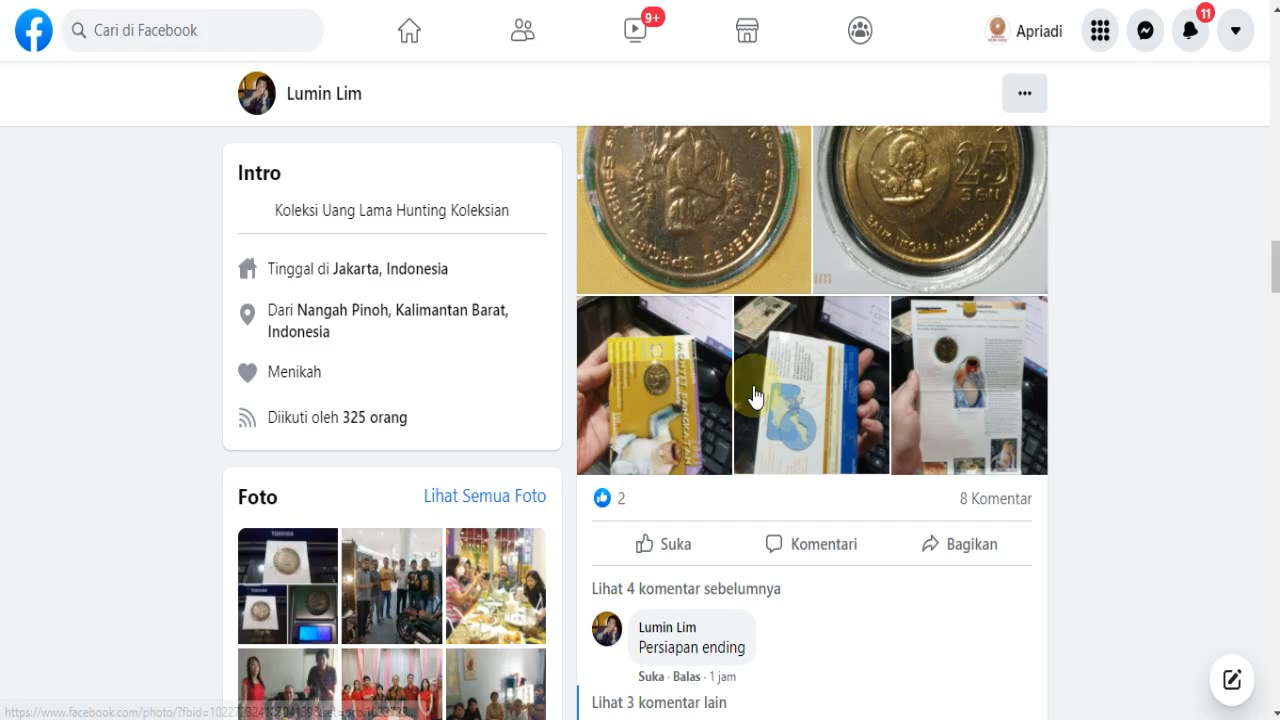 Cari di Facebook
9+
Apriadi
11
Lumin Lim
Intro
Koleksi Uang Lama Hunting Koleksian
Tinggal di Jakarta, Indonesia
Dari Nangah Pinoh, Kalimantan Barat,
Indonesia
Menikah
Diikuti oleh 325 orang
Foto
Lihat Semua Foto
25
SEN
BANK NEGARA MALAYSIA
2
8 Komentar
Suka
Komentari
Bagikan
Lihat 4 komentar sebelumnya
Lumin Lim
Persiapan ending
Suka · Balas · 1 jam
Lihat 3 komentar lain